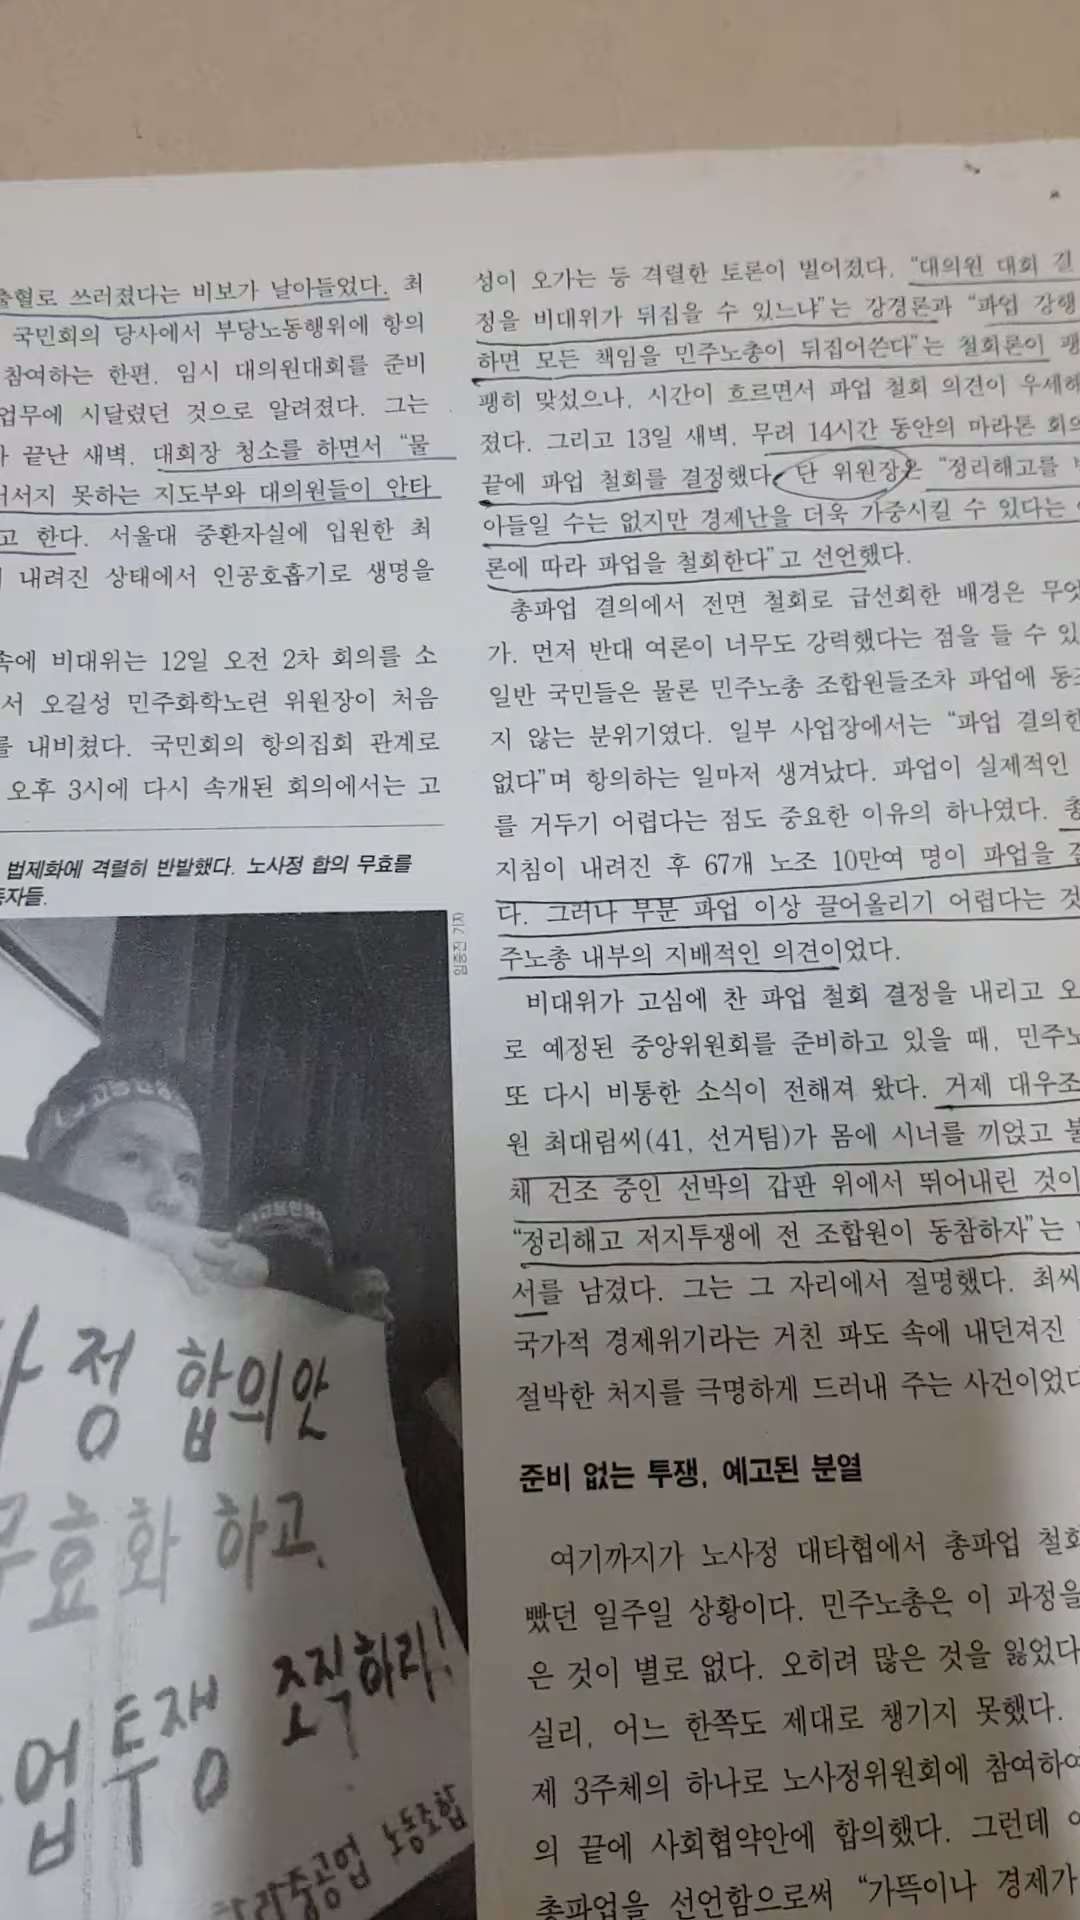 출혈로 쓰러졌다는 비보가 날아들었다. 최
국민회의 당사에서 부당노동행위에 항의
참여하는 한편, 임시 대의원대회를 준비
업무에 시달렸던 것으로 알려졌다. 그는
끝난 새벽, 대회장 청소를 하면서 “물
서지 못하는 지도부와 대의원들이 안타
고 한다. 서울대 중환자실에 입원한 최
내려진 상태에서 인공호흡기로 생명을
속에 비대위는 12일 오전 2차 회의를 소
서 오길성 민주화학노련 위원장이 처음
를 내비쳤다. 국민회의 항의집회 관계로
오후 3시에 다시 속개된 회의에서는 고
법제화에 격렬히 반발했다. 노사정 합의 무효를
자들.
임종진 기자
정 합의안
무효화 하고,
업투쟁 조직하라!
한라중공업 노동조합
성이 오가는 등 격렬한 토론이 벌어졌다. “대의원 대회 결
정을 비대위가 뒤집을 수 있느냐”는 강경론과 “파업 강행
하면 모든 책임을 민주노총이 뒤집어쓴다”는 철회론이 팽
팽히 맞섰으나, 시간이 흐르면서 파업 철회 의견이 우세해
졌다. 그리고 13일 새벽, 무려 14시간 동안의 마라톤 회의
끝에 파업 철회를 결정했다. 단 위원장은 “정리해고를 
아들일 수는 없지만 경제난을 더욱 가중시킬 수 있다는
론에 따라 파업을 철회한다”고 선언했다.
총파업 결의에서 전면 철회로 급선회한 배경은 무엇
가. 먼저 반대 여론이 너무도 강력했다는 점을 들 수 있
일반 국민들은 물론 민주노총 조합원들조차 파업에 동조
지 않는 분위기였다. 일부 사업장에서는 “파업 결의한
없다”며 항의하는 일마저 생겨났다. 파업이 실제적인
를 거두기 어렵다는 점도 중요한 이유의 하나였다. 총
지침이 내려진 후 67개 노조 10만여 명이 파업을 결
다. 그러나 부분 파업 이상 끌어올리기 어렵다는 것
주노총 내부의 지배적인 의견이었다.
비대위가 고심에 찬 파업 철회 결정을 내리고 오
로 예정된 중앙위원회를 준비하고 있을 때, 민주노
또 다시 비통한 소식이 전해져 왔다. 거제 대우조
원 최대림씨(41, 선거팀)가 몸에 시너를 끼얹고 불
채 건조 중인 선박의 갑판 위에서 뛰어내린 것이
“정리해고 저지투쟁에 전 조합원이 동참하자”는
서를 남겼다. 그는 그 자리에서 절명했다. 최씨
국가적 경제위기라는 거친 파도 속에 내던져진
절박한 처지를 극명하게 드러내 주는 사건이었다
준비 없는 투쟁, 예고된 분열
여기까지가 노사정 대타협에서 총파업 철회
빴던 일주일 상황이다. 민주노총은 이 과정을
은 것이 별로 없다. 오히려 많은 것을 잃었다
실리, 어느 한쪽도 제대로 챙기지 못했다.
제 3주체의 하나로 노사정위원회에 참여하여
의 끝에 사회협약안에 합의했다. 그런데
총파업을 선언함으로써 “가뜩이나 경제가